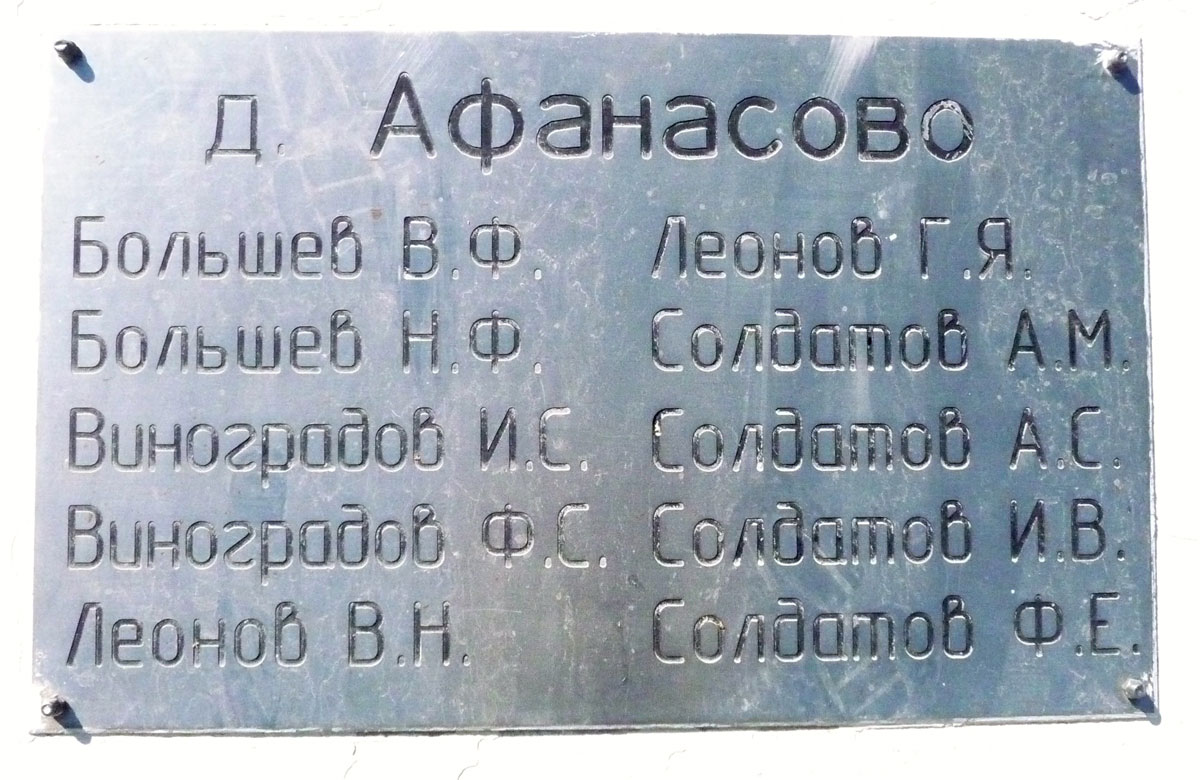 д. Афанасово
Большев В.Ф.
Большев Н.Ф.
Виноградов И.С.
Виноградов Ф.С.
Леонов В.Н.
Леонов Г.Я.
Солдатов А.М.
Солдатов А.С.
Солдатов И.В.
Солдатов Ф.Е.